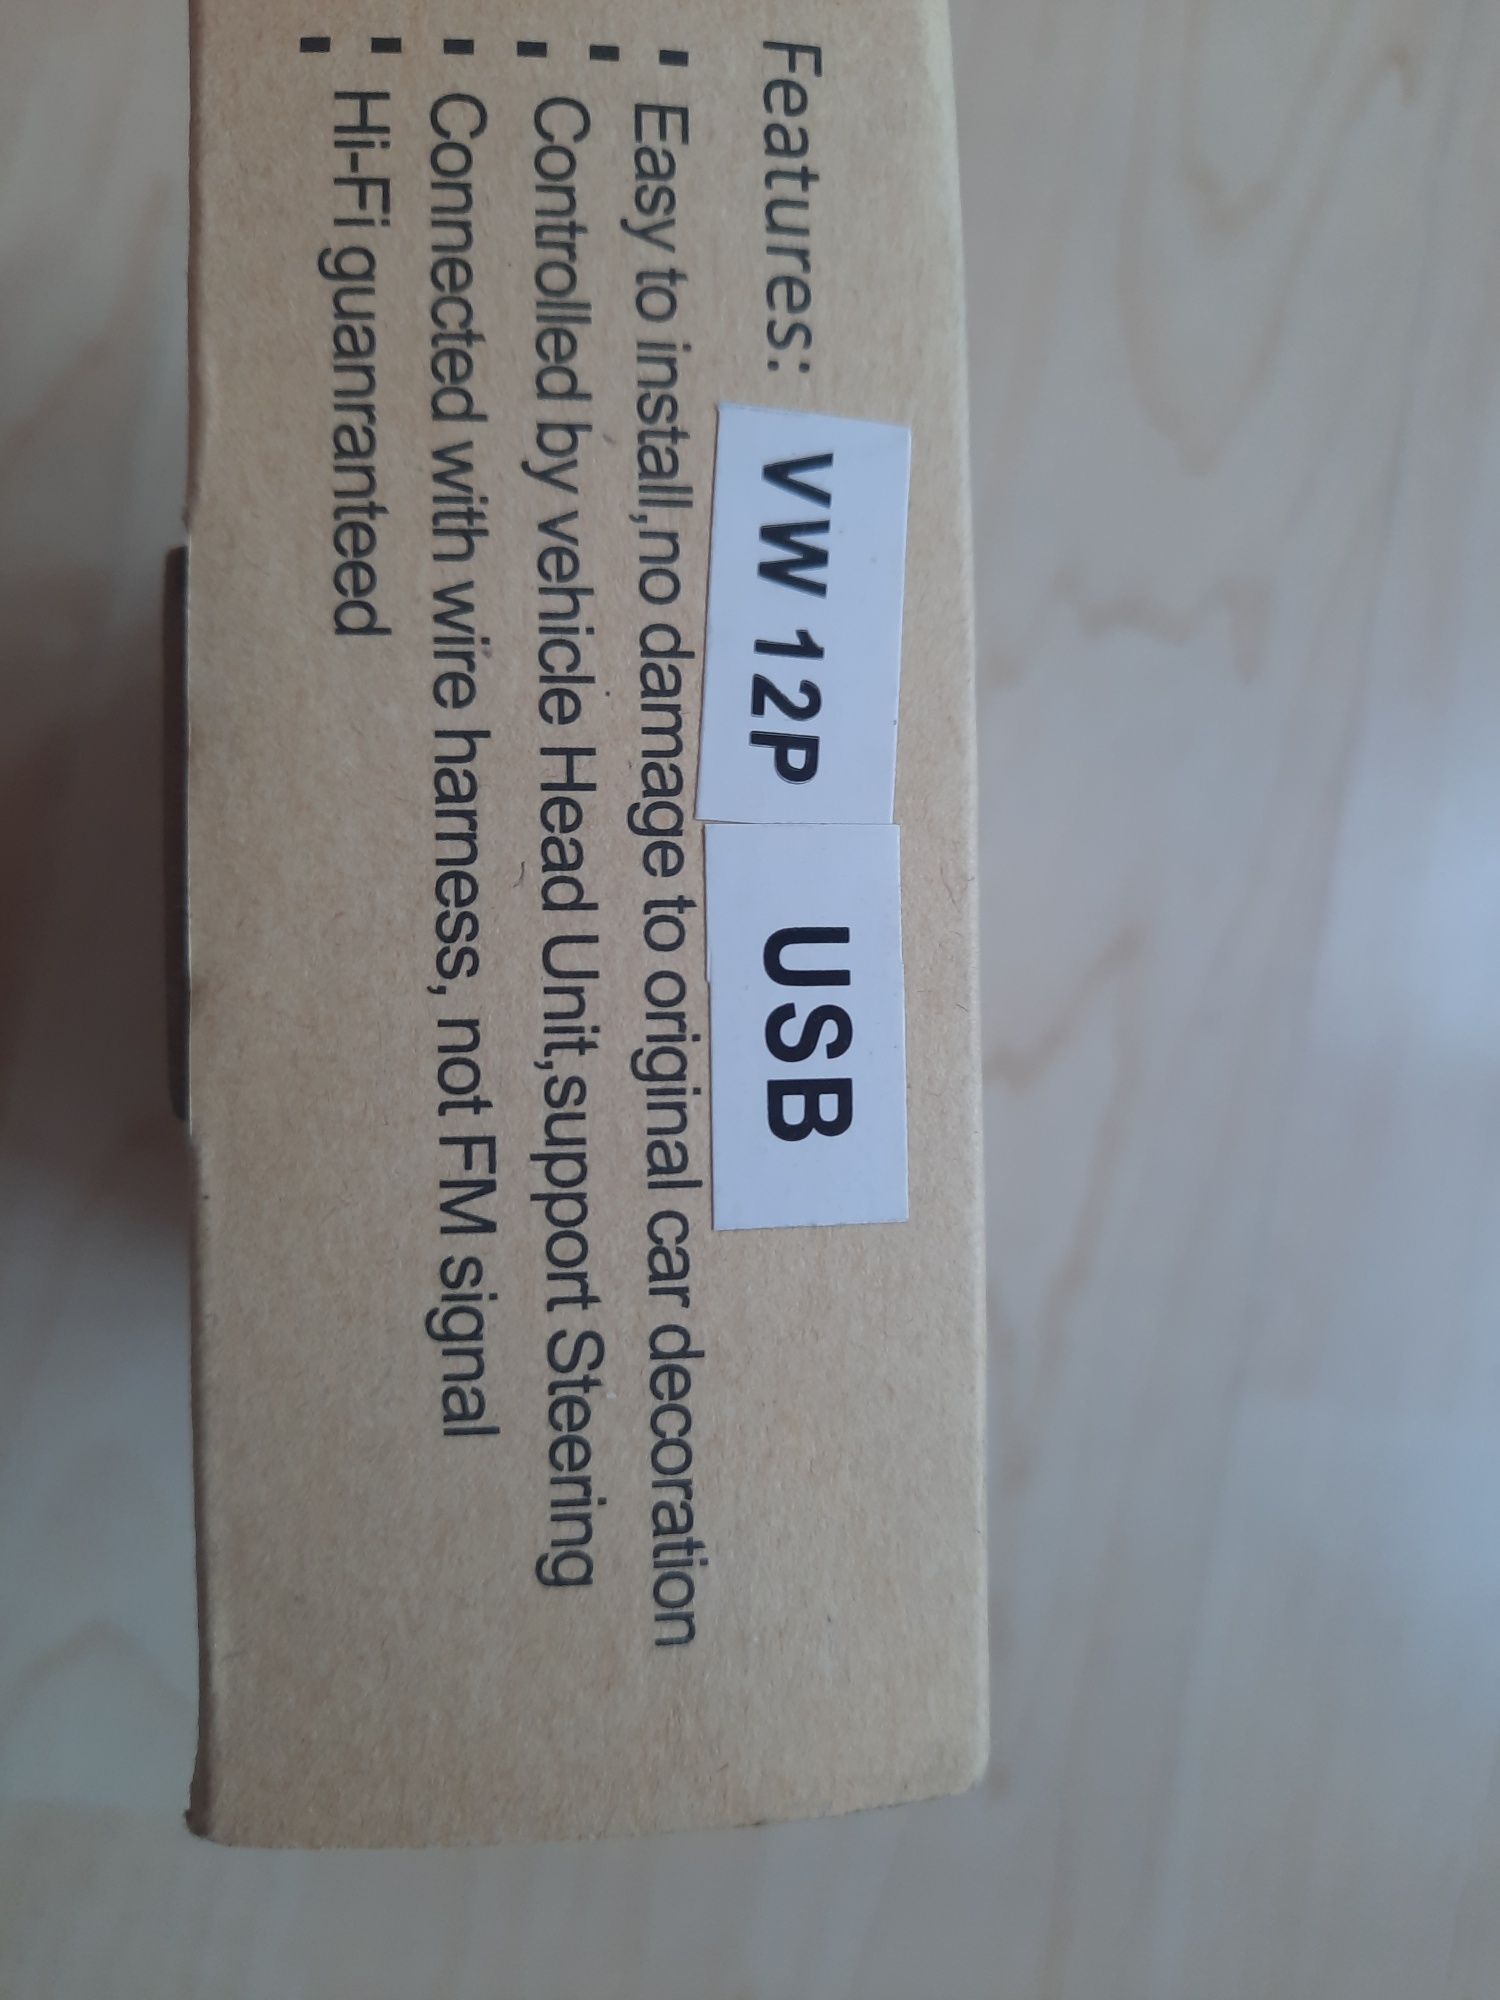 Features: VW 12P USB
▪ Easy to install,no damage to original car decoration
▪
▪ Controlled by vehicle Head Unit,support Steering
▪ Connected with wire harness, not FM signal
▪
▪ Hi-Fi guanranteed